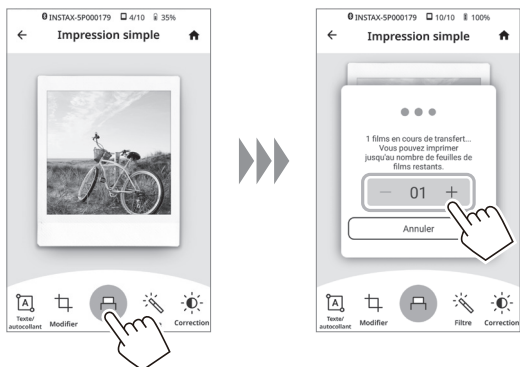 INSTAX-5P000179 4/10 35%
Impression simple
A
Texte/
autocollant
Modifier
Correction
INSTAX-5P000179 10/10 100%
Impression simple
1 films en cours de transfert...
Vous pouvez imprimer
jusqu'au nombre de feuilles de
films restants.
— 01 +
Annuler
A
Texte/
autocollant
Modifier
Filtre
Correction